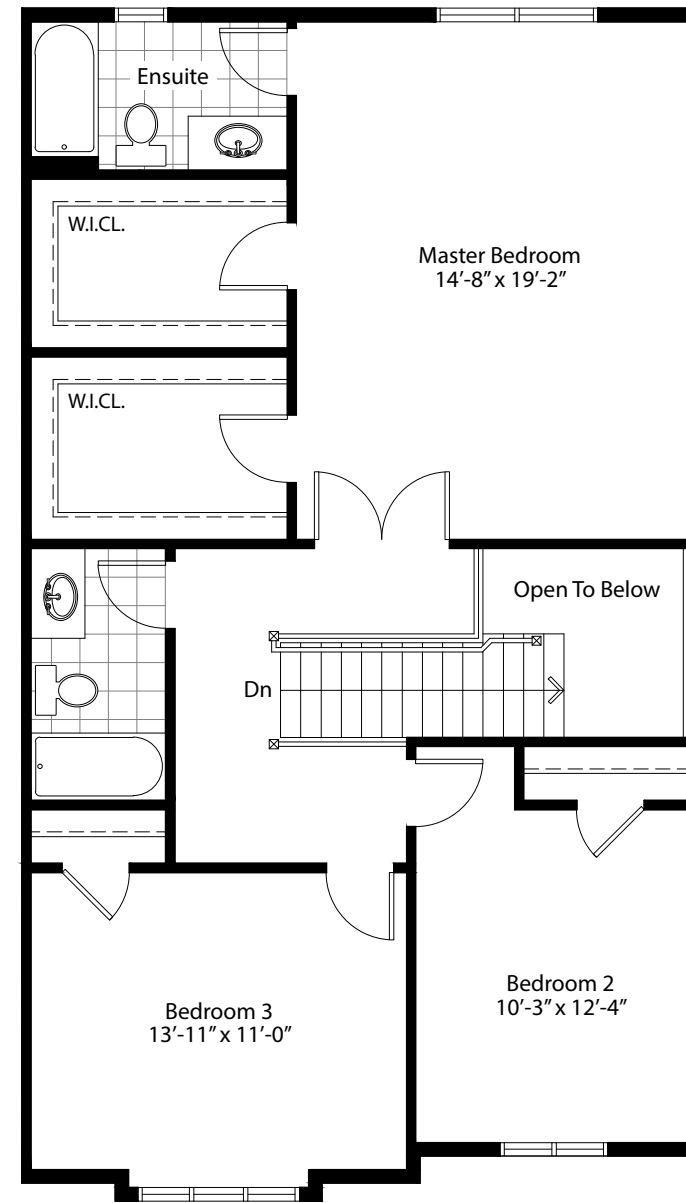 Ensuite
W.I.CL.
Master Bedroom
14’-8” x 19’-2”
W.I.CL.
Open To Below
Dn
Bedroom 2
10’-3” x 12’-4”
Bedroom 3
13’-11” x 11’-0”